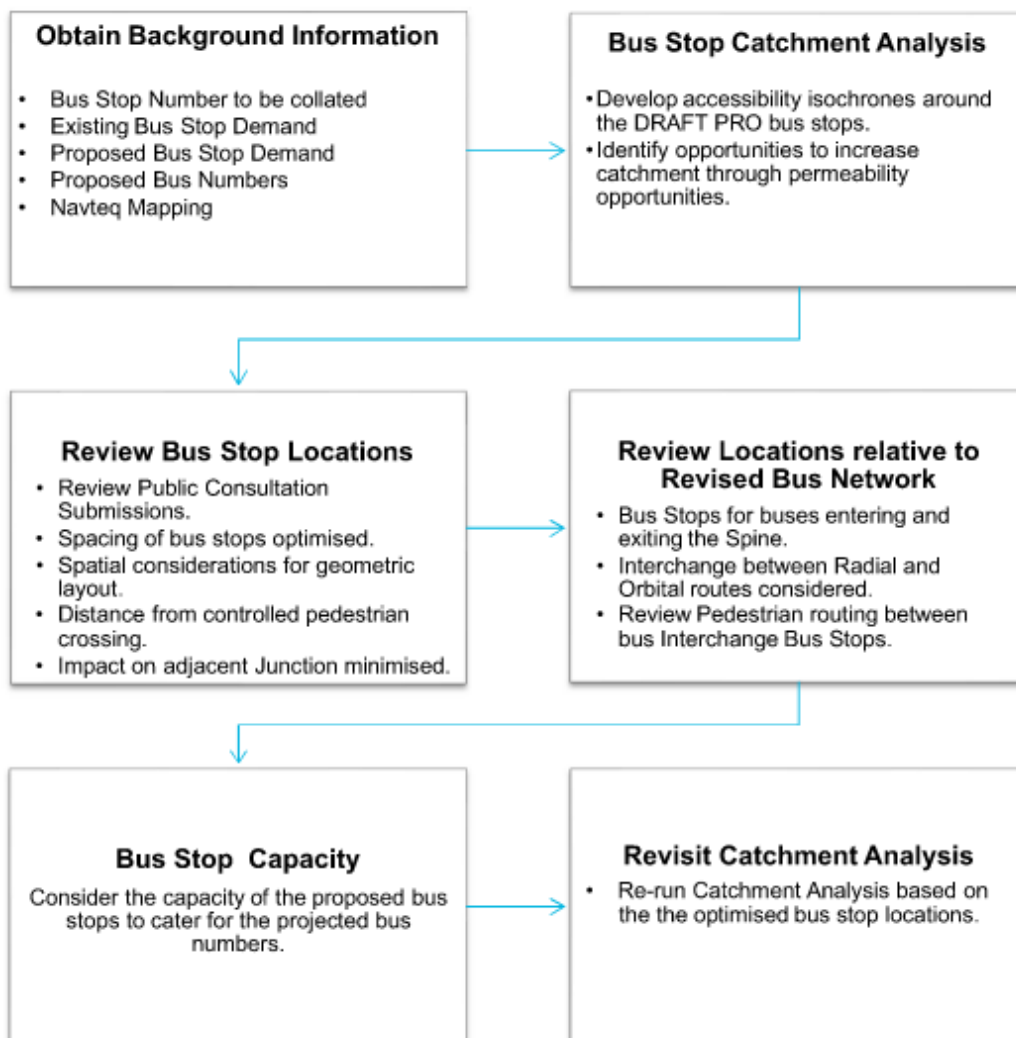 Obtain Background Information
• Bus Stop Number to be collated
• Existing Bus Stop Demand
• Proposed Bus Stop Demand
• Proposed Bus Numbers
• Navteq Mapping
Bus Stop Catchment Analysis
•Develop accessibility isochrones around
the DRAFT PRO bus stops.
•Identify opportunities to increase
catchment through permeability
opportunities.
Review Bus Stop Locations
• Review Public Consultation
Submissions.
• Spacing of bus stops optimised.
• Spatial considerations for geometric
layout.
• Distance from controlled pedestrian
crossing.
• Impact on adjacent Junction minimised.
Review Locations relative to
Revised Bus Network
• Bus Stops for buses entering and
exiting the Spine.
• Interchange between Radial and
Orbital routes considered.
• Review Pedestrian routing between
bus Interchange Bus Stops.
Bus Stop Capacity
Consider the capacity of the proposed bus
stops to cater for the projected bus
numbers.
Revisit Catchment Analysis
• Re-run Catchment Analysis based on
the the optimised bus stop locations.